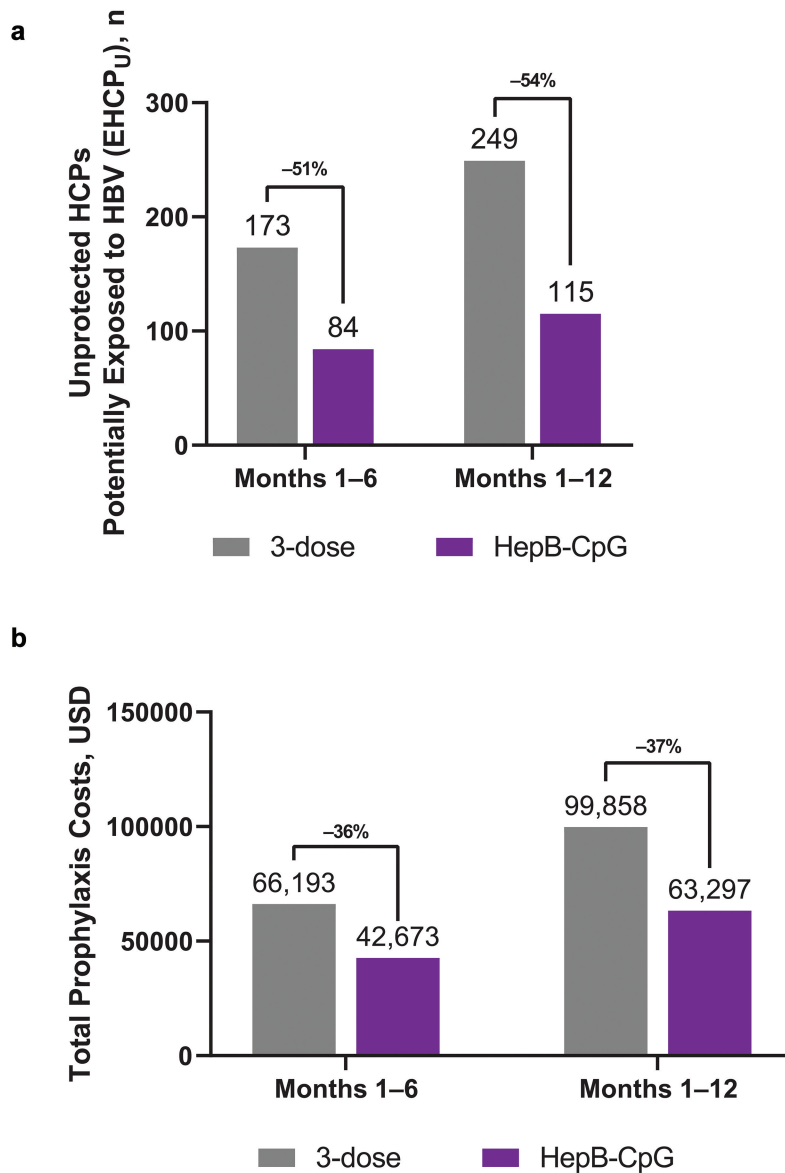 a
Unprotected HCPs
Potentially Exposed to HBV (EHCPU), n
300
200
100
0
–51%
173
84
–54%
249
115
Months 1–6
Months 1–12
3-dose
HepB-CpG
b
Total Prophylaxis Costs, USD
150000
100000
50000
0
–36%
66,193
42,673
–37%
99,858
63,297
Months 1–6
Months 1–12
3-dose
HepB-CpG